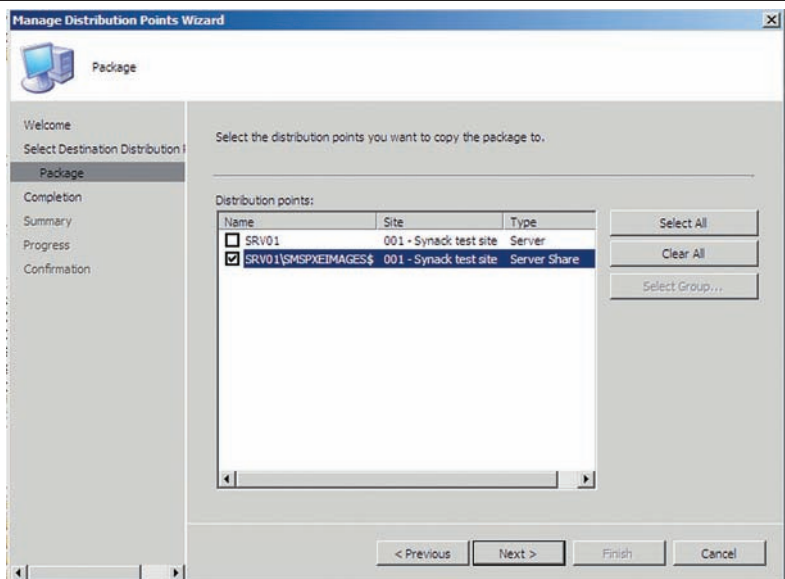 Manage Distribution Points Wizard
Package
Welcome
Select Destination Distribution
Package
Completion
Summary
Progress
Confirmation
Select the distribution points you want to copy the package to.
Distribution points:
Name Site Type
SRV01 001 - Synack test site Server
SRV01\SMSPXEIMAGES$ 001 - Synack test site Server Share
Select All
Clear All
Select Group...
< Previous Next > Finish Cancel